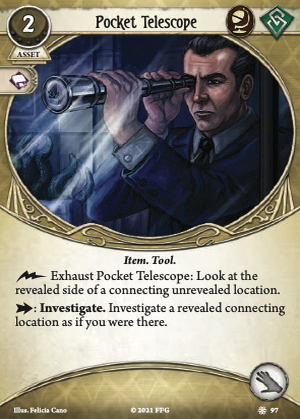 2
Pocket Telescope
ASSET
Item. Tool.
Exhaust Pocket Telescope: Look at the
revealed side of a connecting unrevealed location.
: Investigate. Investigate a revealed connecting
location as if you were there.
Illus. Felicia Cano
© 2021 FFG
97